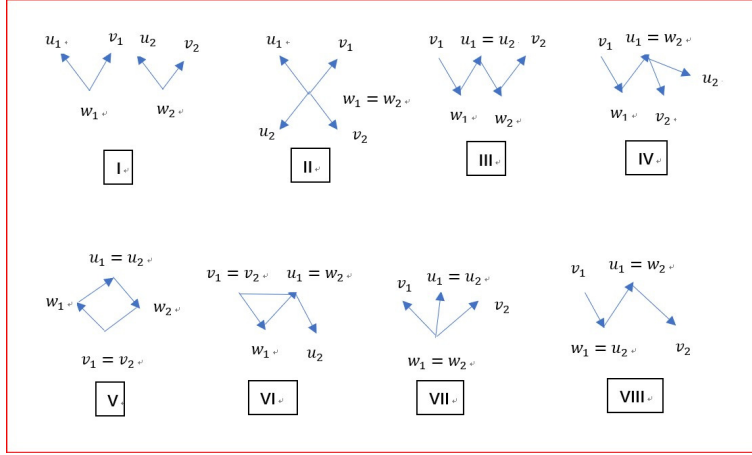 u₁ v₁ u₂ v₂
w₁ w₂
I
u₁ v₁
w₁ = w₂
u₂ v₂
II
v₁ u₁ = u₂ v₂
w₁ w₂
III
v₁ u₁ = w₂
u₂
w₁ v₂
IV
u₁ = u₂
w₁ w₂
v₁ = v₂
V
v₁ = v₂ u₁ = w₂
w₁ u₂
VI
v₁ u₁ = u₂ v₂
w₁ = w₂
VII
v₁ u₁ = w₂
w₁ = u₂ v₂
VIII